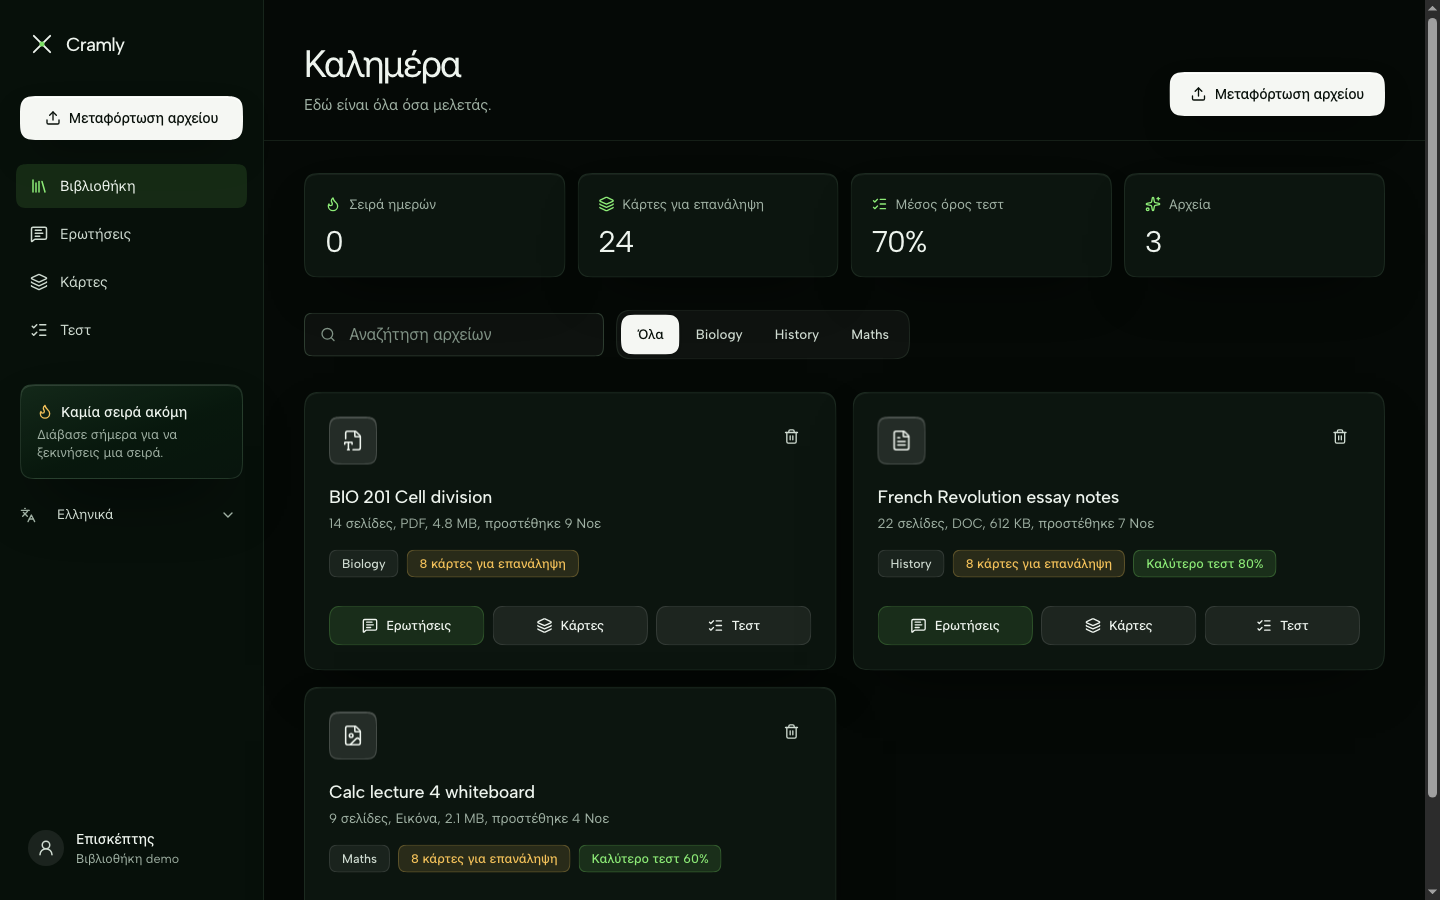 Cramly
Μεταφόρτωση αρχείου
Βιβλιοθήκη
Ερωτήσεις
Κάρτες
Τεστ
Καμία σειρά ακόμη
Διάβασε σήμερα για να
ξεκινήσεις μια σειρά.
Ελληνικά
Επισκέπτης
Βιβλιοθήκη demo
Καλημέρα
Εδώ είναι όλα όσα μελετάς.
Μεταφόρτωση αρχείου
Σειρά ημερών
0
Κάρτες για επανάληψη
24
Μέσος όρος τεστ
70%
Αρχεία
3
Αναζήτηση αρχείων
Όλα
Biology
History
Maths
BIO 201 Cell division
14 σελίδες, PDF, 4.8 MB, προστέθηκε 9 Νοε
Biology
8 κάρτες για επανάληψη
Ερωτήσεις
Κάρτες
Τεστ
French Revolution essay notes
22 σελίδες, DOC, 612 KB, προστέθηκε 7 Νοε
History
8 κάρτες για επανάληψη
Καλύτερο τεστ 80%
Ερωτήσεις
Κάρτες
Τεστ
Calc lecture 4 whiteboard
9 σελίδες, Εικόνα, 2.1 MB, προστέθηκε 4 Νοε
Maths
8 κάρτες για επανάληψη
Καλύτερο τεστ 60%